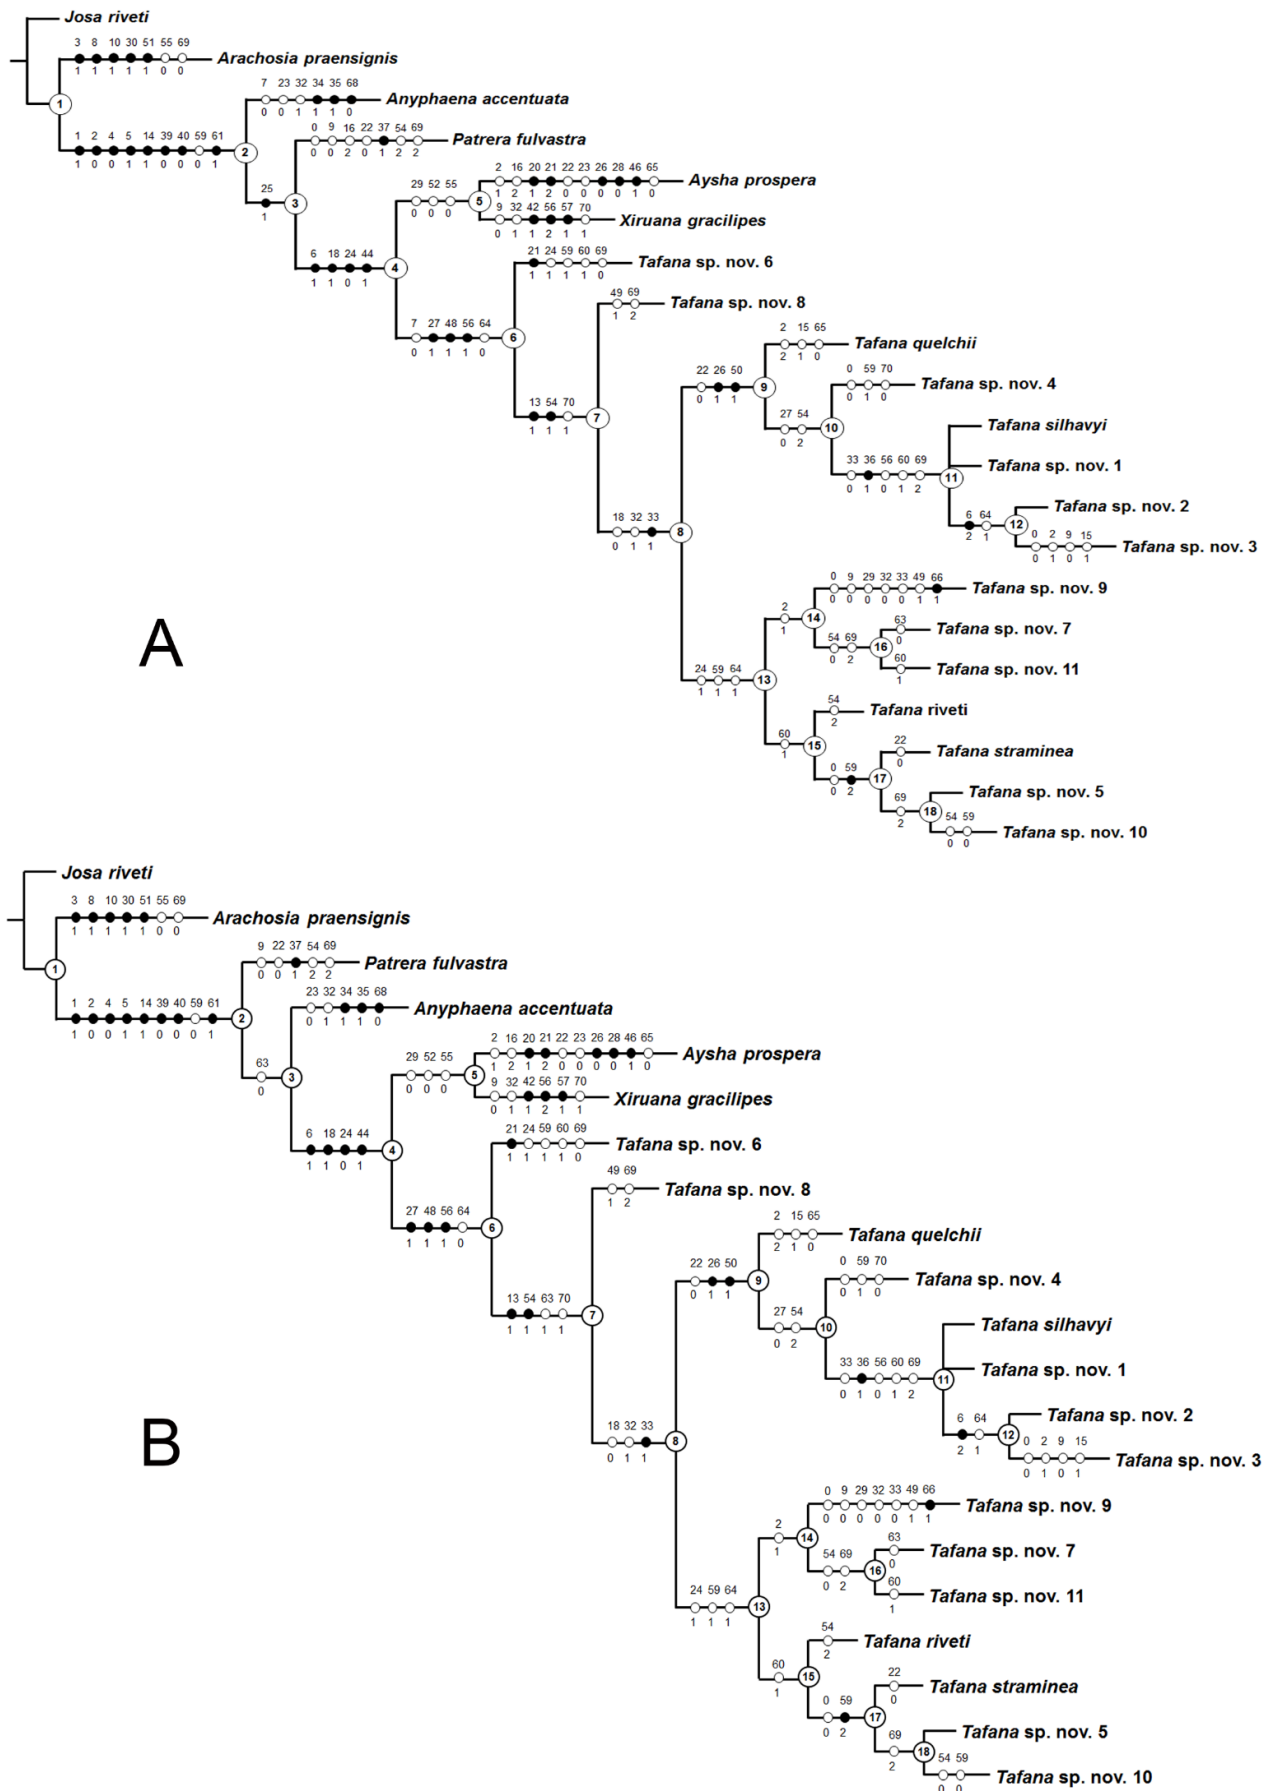 Josa riveti
3 8 10 30 51 55 69
Arachosia praensignis
1 1 1 1 1 0 0
7 23 32 34 35 68
Anyphaena accentuata
0 0 1 1 1 0
1
1 2 4 5 14 39 40 59 61
1 0 0 1 1 0 0 0 1
2
0 9 16 22 37 54 69
Patrera fulvastra
0 0 2 0 1 2 2
25
1
3
2 16 20 21 22 23 26 28 46 65
Aysha prospera
1 2 1 2 0 0 0 0 1 0
29 52 55
0 0 0
5
9 32 42 56 57 70
Xiruana gracilipes
0 1 1 2 1 1
6 18 24 44
1 1 0 1
4
21 24 59 60 69
Tafana sp. nov. 6
1 1 1 1 0
7 27 48 56 64
0 1 1 1 0
6
49 69
Tafana sp. nov. 8
1 2
13 54 70
1 1 1
7
2 15 65
Tafana quelchii
2 1 0
22 26 50
0 1 1
9
0 59 70
Tafana sp. nov. 4
0 1 0
27 54
0 2
10
Tafana silhavyi
33 36 56 60 69
Tafana sp. nov. 1
0 1 0 1 2
11
Tafana sp. nov. 2
6 64
2 1
12
0 2 9 15
Tafana sp. nov. 3
0 1 0 1
18 32 33
0 1 1
8
0 9 29 32 33 49 66
Tafana sp. nov. 9
0 0 0 0 0 1 1
2
1
14
63
Tafana sp. nov. 7
0
54 69
0 2
16
60
Tafana sp. nov. 11
1
24 59 64
1 1 1
13
54
Tafana riveti
2
60
1
15
22
Tafana straminea
0
0 59
0 2
17
Tafana sp. nov. 5
69
2
18
54 59
Tafana sp. nov. 10
0 0
A
Josa riveti
3 8 10 30 51 55 69
Arachosia praensignis
1 1 1 1 1 0 0
9 22 37 54 69
Patrera fulvastra
0 0 1 2 2
1
1 2 4 5 14 39 40 59 61
1 0 0 1 1 0 0 0 1
2
23 32 34 35 68
Anyphaena accentuata
0 1 1 1 0
63
0
3
2 16 20 21 22 23 26 28 46 65
Aysha prospera
1 2 1 2 0 0 0 0 1 0
29 52 55
0 0 0
5
9 32 42 56 57 70
Xiruana gracilipes
0 1 1 2 1 1
6 18 24 44
1 1 0 1
4
21 24 59 60 69
Tafana sp. nov. 6
1 1 1 1 0
27 48 56 64
1 1 1 0
6
49 69
Tafana sp. nov. 8
1 2
13 54 63 70
1 1 1 1
7
2 15 65
Tafana quelchii
2 1 0
22 26 50
0 1 1
9
0 59 70
Tafana sp. nov. 4
0 1 0
27 54
0 2
10
Tafana silhavyi
33 36 56 60 69
Tafana sp. nov. 1
0 1 0 1 2
11
Tafana sp. nov. 2
6 64
2 1
12
0 2 9 15
Tafana sp. nov. 3
0 1 0 1
18 32 33
0 1 1
8
0 9 29 32 33 49 66
Tafana sp. nov. 9
0 0 0 0 0 1 1
2
1
14
63
Tafana sp. nov. 7
0
54 69
0 2
16
60
Tafana sp. nov. 11
1
24 59 64
1 1 1
13
54
Tafana riveti
2
60
1
15
22
Tafana straminea
0
0 59
0 2
17
Tafana sp. nov. 5
69
2
18
54 59
Tafana sp. nov. 10
0 0
B